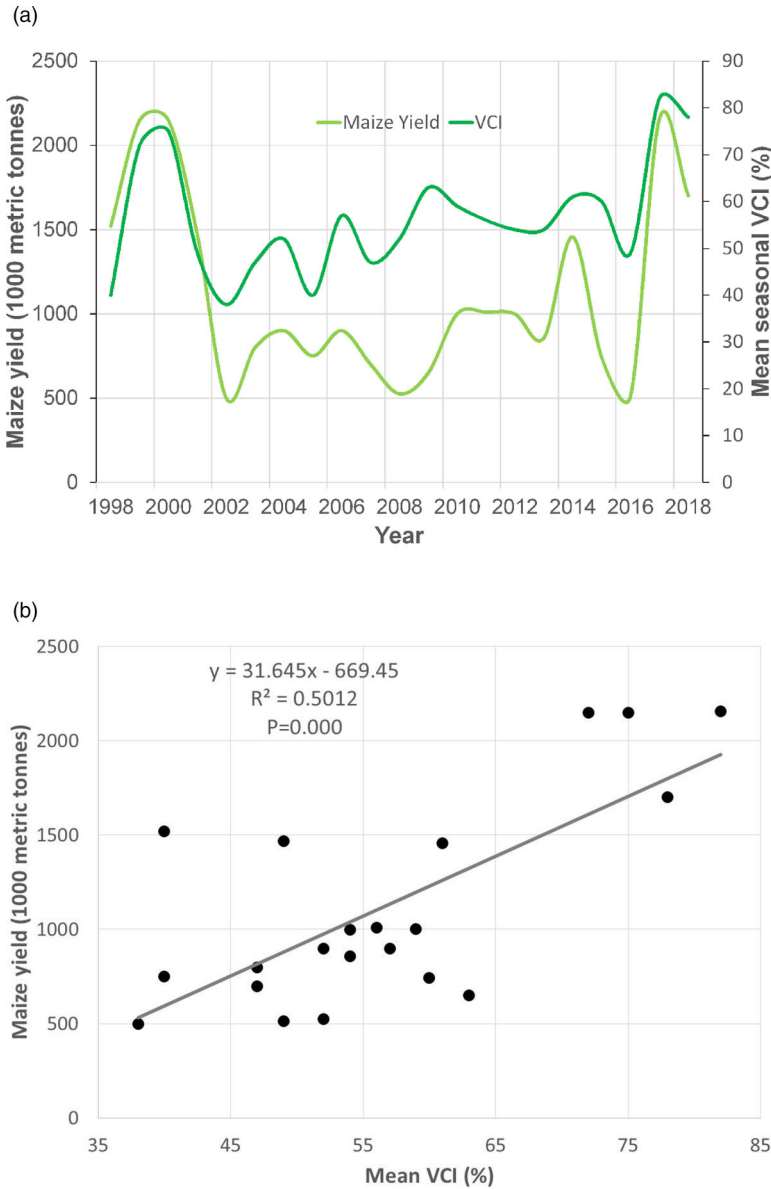 (a)
2500
2000
1500
1000
500
0
Maize yield (1000 metric tonnes)
Maize Yield
VCI
90
80
70
60
50
40
30
20
10
0
Mean seasonal VCI (%)
1998 2000 2002 2004 2006 2008 2010 2012 2014 2016 2018
Year
(b)
y = 31.645x - 669.45
R² = 0.5012
P=0.000
2500
2000
1500
1000
500
0
Maize yield (1000 metric tonnes)
35 45 55 65 75 85
Mean VCI (%)